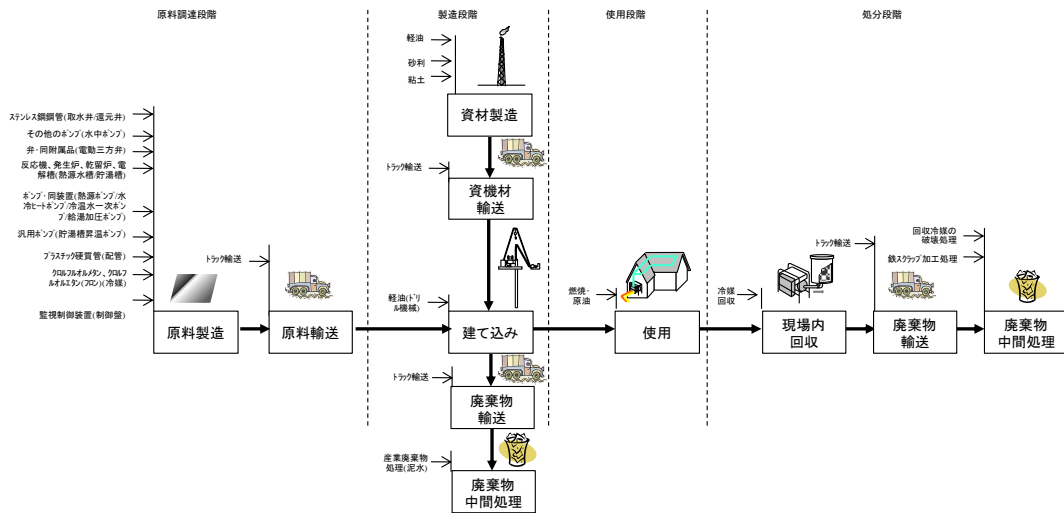 原料調達段階
製造段階
使用段階
処分段階
ステンレス鋼鋼管(取水井/還元井)
その他のポンプ(水中ポンプ)
弁・同附属品(電動三方弁)
反応機、発生炉、乾留炉、電
解槽(熱源水槽/貯湯槽)
ポンプ・同装置(熱源ポンプ/水
冷ヒートポンプ/冷温水一次ポン
プ/給湯加圧ポンプ)
汎用ポンプ(貯湯槽昇温ポンプ)
プラスチック硬質管(配管)
クロルフルオルメタン、クロルフ
ルオルエタン(フロン)(冷媒)
監視制御装置(制御盤)
原料製造
トラック輸送
原料輸送
軽油
砂利
粘土
資材製造
トラック輸送
資機材
輸送
軽油(ドリ
ル機械)
建て込み
トラック輸送
廃棄物
輸送
産業廃棄物
処理(泥水)
廃棄物
中間処理
燃焼・
原油
使用
冷媒
回収
現場内
回収
トラック輸送
廃棄物
輸送
回収冷媒の
破壊処理
鉄スクラップ加工処理
廃棄物
中間処理